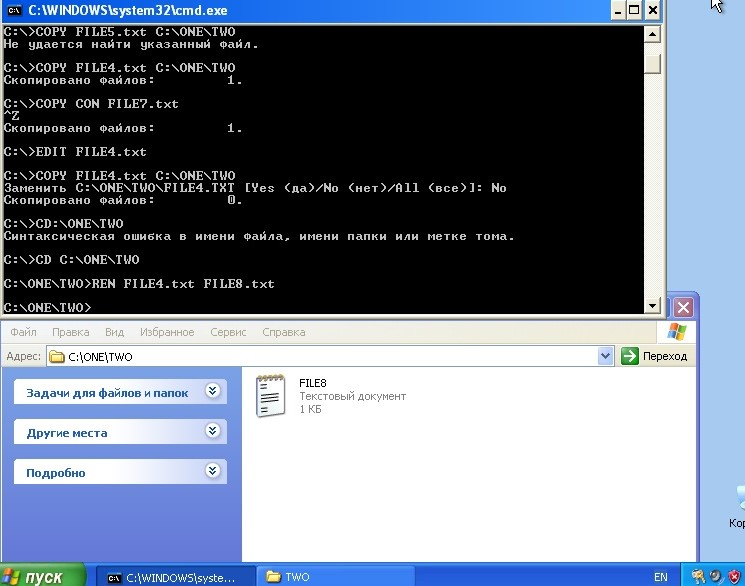 C:\WINDOWS\system32\cmd.exe
C:\>COPY FILE5.txt C:\ONE\TWO
Не удается найти указанный файл.
C:\>COPY FILE4.txt C:\ONE\TWO
Скопировано файлов: 1.
C:\>COPY CON FILE7.txt
^Z
Скопировано файлов: 1.
C:\>EDIT FILE4.txt
C:\>COPY FILE4.txt C:\ONE\TWO
Заменить C:\ONE\TWO\FILE4.TXT [Yes (да)/No (нет)/All (все)]: No
Скопировано файлов: 0.
C:\>CD:\ONE\TWO
Синтаксическая ошибка в имени файла, имени папки или метке тома.
C:\>CD C:\ONE\TWO
C:\ONE\TWO>REN FILE4.txt FILE8.txt
C:\ONE\TWO>
Файл Правка Вид Избранное Сервис Справка
Адрес: C:\ONE\TWO Переход
Задачи для файлов и папок
Другие места
Подробно
FILE8
Текстовый документ
1 КБ
Кор
пуск C:\WINDOWS\syste... TWO EN